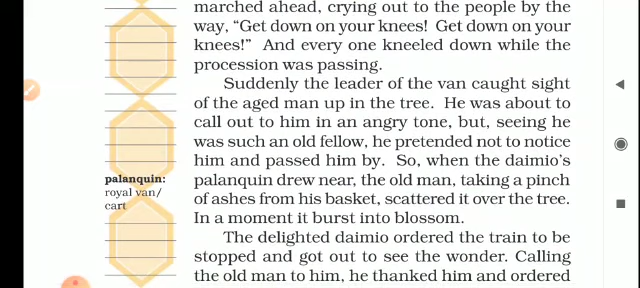 marched ahead, crying out to the people by the
way, “Get down on your knees! Get down on your
knees!” And every one kneeled down while the
procession was passing.
Suddenly the leader of the van caught sight
of the aged man up in the tree. He was about to
call out to him in an angry tone, but, seeing he
was such an old fellow, he pretended not to notice
him and passed him by. So, when the daimio’s
palanquin drew near, the old man, taking a pinch
of ashes from his basket, scattered it over the tree.
In a moment it burst into blossom.
The delighted daimio ordered the train to be
stopped and got out to see the wonder. Calling
the old man to him, he thanked him and ordered
palanquin:
royal van/
cart